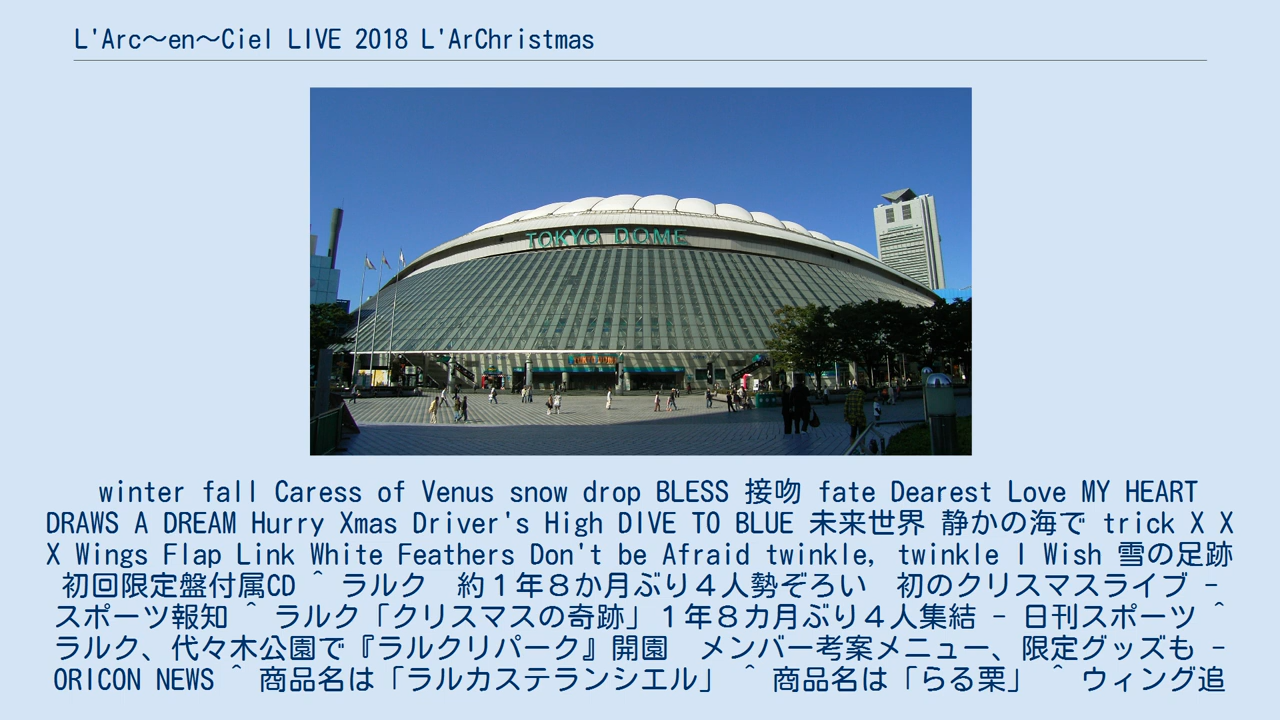 L'Arc～en～Ciel LIVE 2018 L'ArChristmas
TOKYO DOME
TOKYO DOME
winter fall Caress of Venus snow drop BLESS 接吻 fate Dearest Love MY HEART
DRAWS A DREAM Hurry Xmas Driver's High DIVE TO BLUE 未来世界 静かの海で trick X X
X Wings Flap Link White Feathers Don't be Afraid twinkle, twinkle I Wish 雪の足跡
初回限定盤付属CD ^ ラルク　約１年８か月ぶり４人勢ぞろい　初のクリスマスライブ -
スポーツ報知 ^ ラルク「クリスマスの奇跡」１年８カ月ぶり４人集結 - 日刊スポーツ ^
ラルク、代々木公園で『ラルクリパーク』開園　メンバー考案メニュー、限定グッズも -
ORICON NEWS ^ 商品名は「ラルカステランシエル」　^ 商品名は「らる栗」 ^ ウィング追